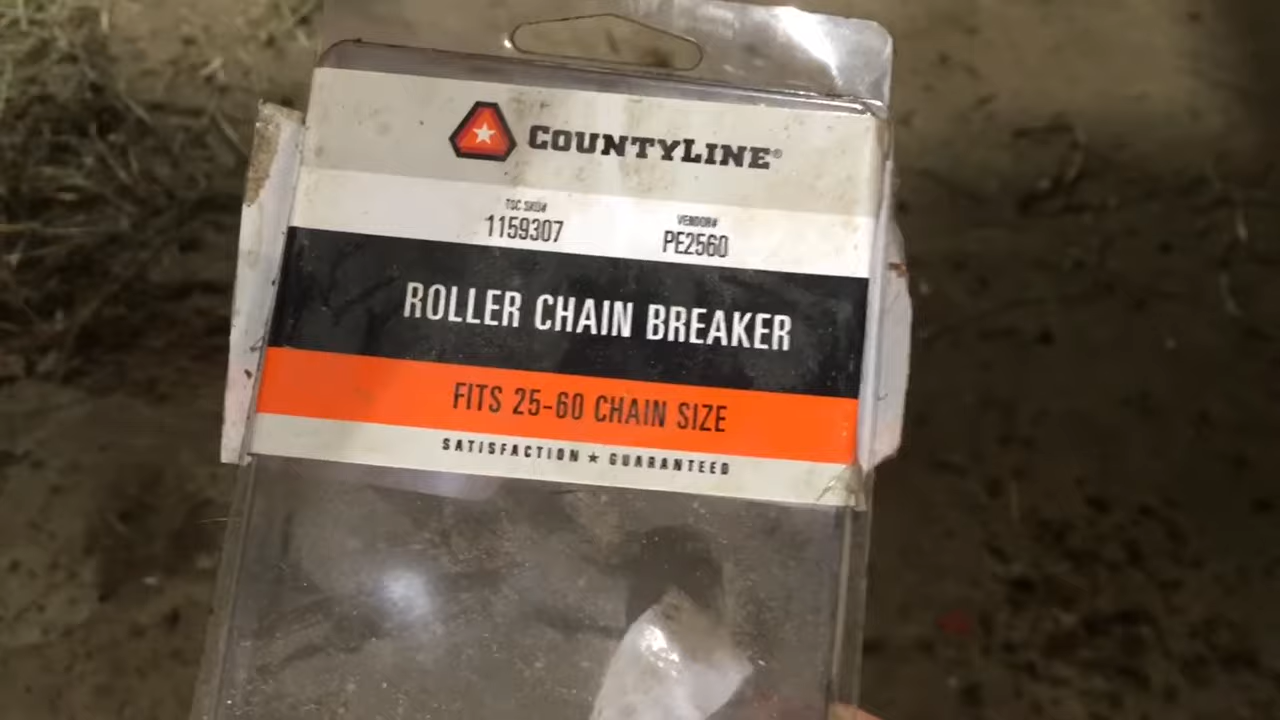 COUNTYLINE®
TSC SKU# VENDOR#
1159307 PE2560
ROLLER CHAIN BREAKER
FITS 25-60 CHAIN SIZE
SATISFACTION ★ GUARANTEED